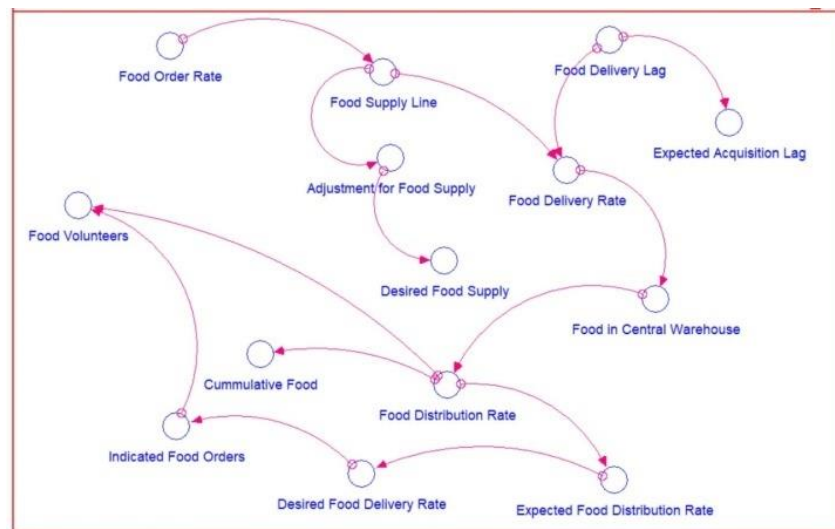 Food Order Rate
Food Delivery Lag
Food Supply Line
Expected Acquisition Lag
Adjustment for Food Supply
Food Delivery Rate
Food Volunteers
Desired Food Supply
Food in Central Warehouse
Cummulative Food
Food Distribution Rate
Indicated Food Orders
Desired Food Delivery Rate
Expected Food Distribution Rate